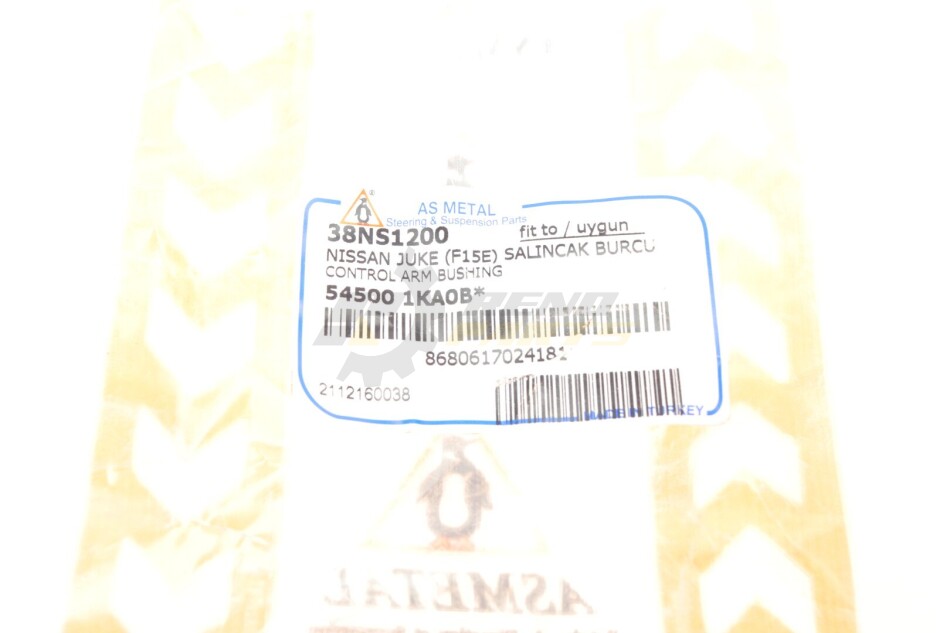 AS METAL
Steering & Suspension Parts
38NS1200
fit to / uygun
NISSAN JUKE (F15E) SALINCAK BURCU
CONTROL ARM BUSHING
54500 1KA0B*
8680617024181
2112160038
MADE IN TURKEY
ASMETAL